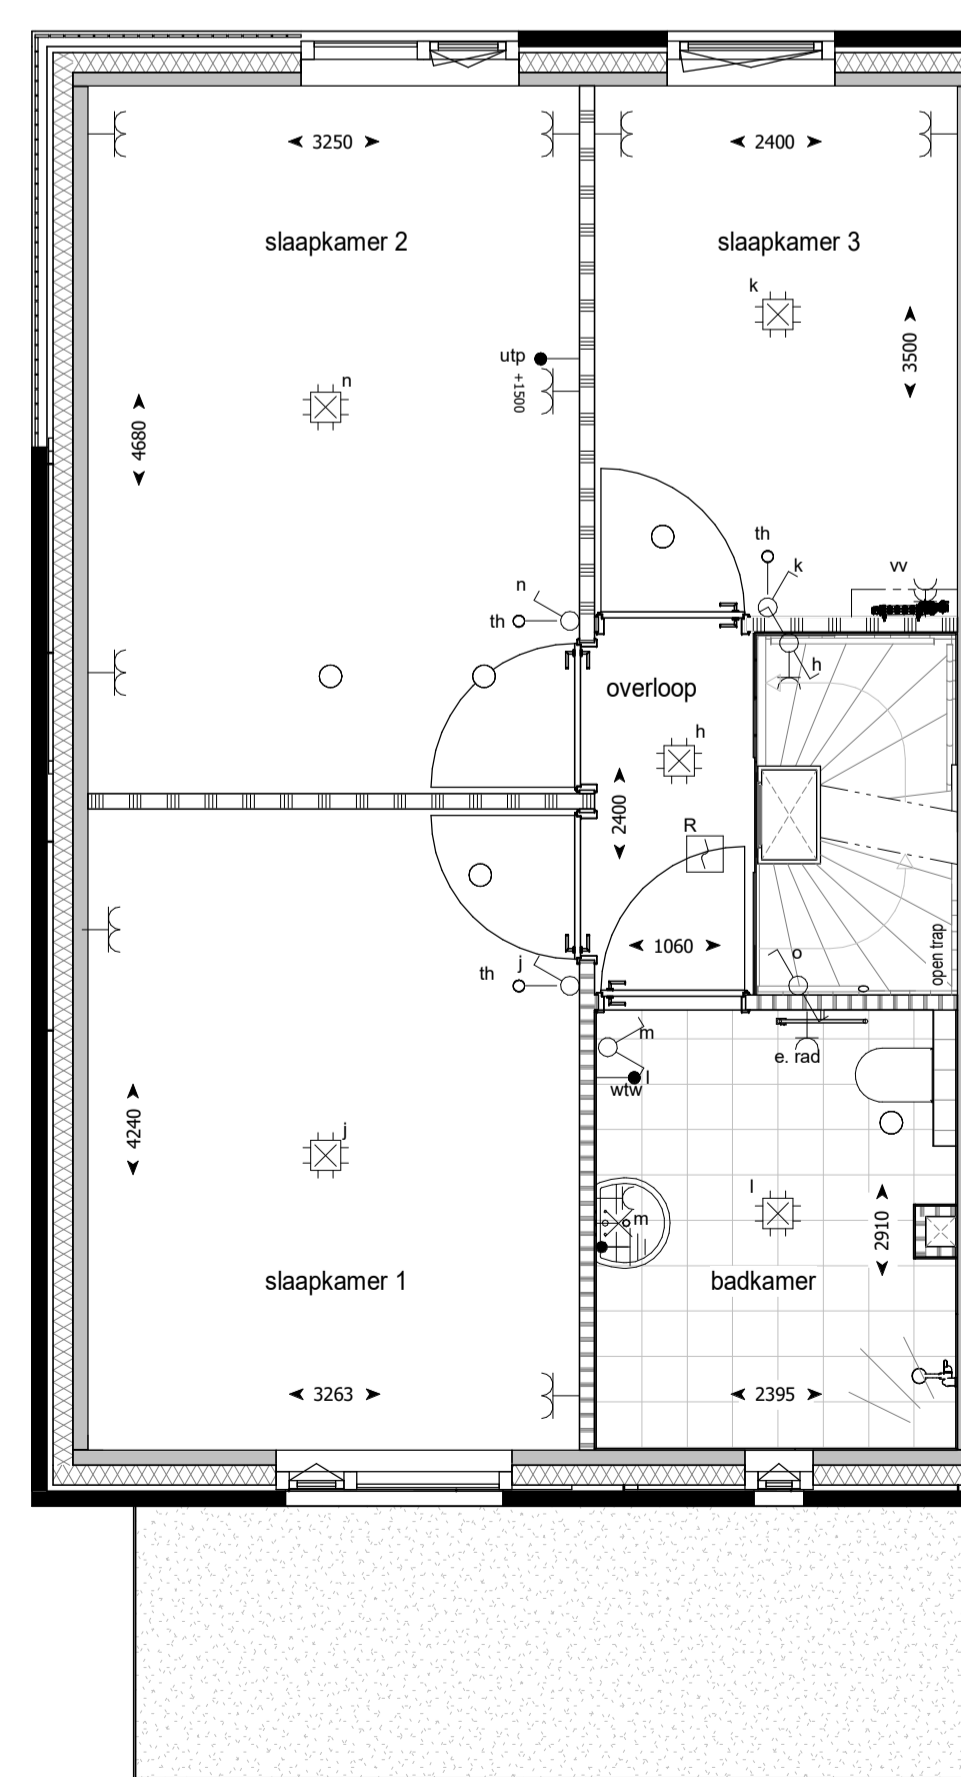 3250
2400
slaapkamer 2
slaapkamer 3
k
3500
utp
+1500
n
4680
th
k
vv
n
th
h
overloop
h
2400
R
1060
open trap
o
j
th
m
e. rad
l
wtw
4240
j
l
m
2910
slaapkamer 1
badkamer
3263
2395